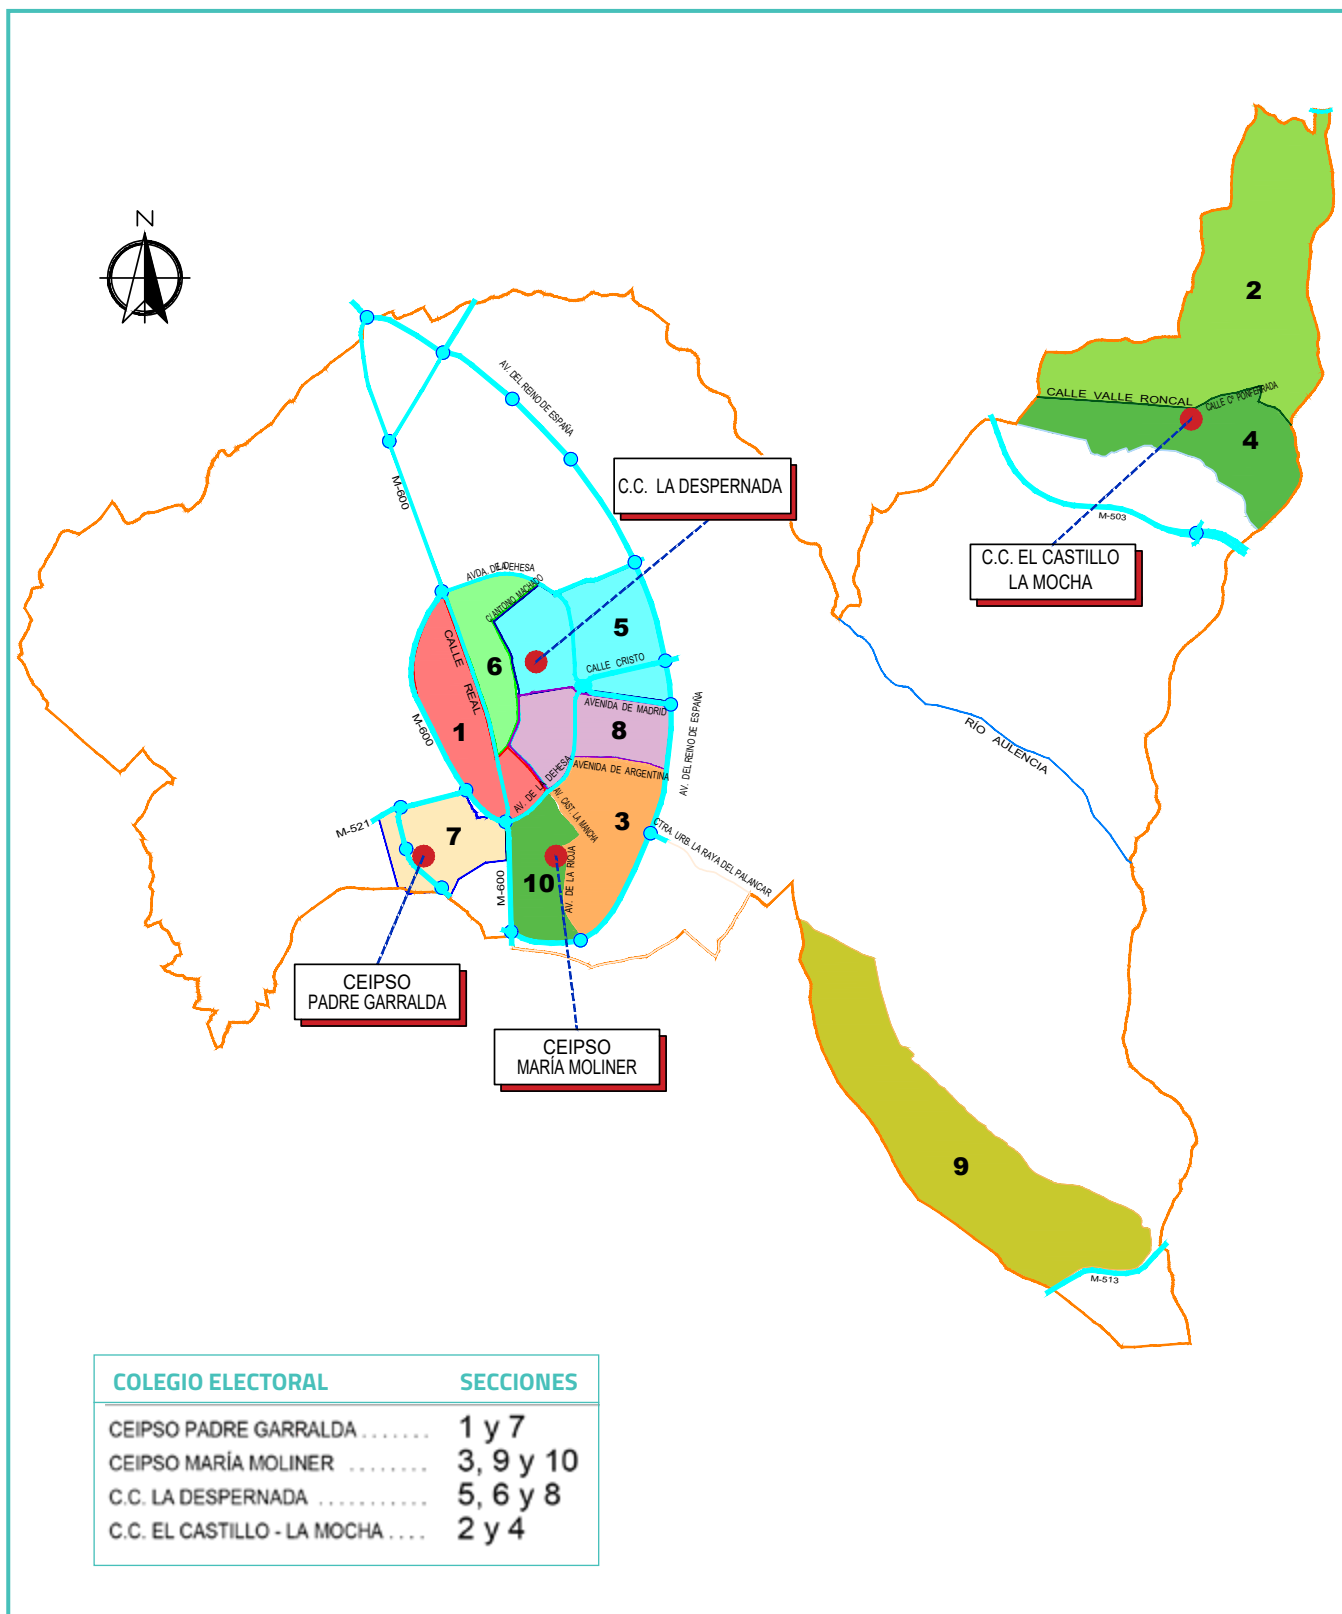 N
2
AV. DEL REINO DE ESPAÑA
CALLE VALLE RONCAL
CALLE Cº PONFERRADA
4
M-600
C.C. LA DESPERNADA
M-503
C.C. EL CASTILLO
LA MOCHA
AVDA. DE LA DEHESA
C/ ANTONIO MACHADO
5
CALLE REAL
6
CALLE CRISTO
AVENIDA DE MADRID
AV. DEL REINO DE ESPAÑA
RÍO AULENCIA
M-600
1
8
AV. DE LA DEHESA
AVENIDA DE ARGENTINA
AV. CAST. LA MANCHA
3
M-521
7
CTRA. URB. LA RAYA DEL PALANCAR
10
AV. DE LA RIOJA
M-600
CEIPSO
PADRE GARRALDA
CEIPSO
MARÍA MOLINER
9
M-513
COLEGIO ELECTORAL SECCIONES
CEIPSO PADRE GARRALDA ....... 1 y 7
CEIPSO MARÍA MOLINER ........ 3, 9 y 10
C.C. LA DESPERNADA ........... 5, 6 y 8
C.C. EL CASTILLO - LA MOCHA .... 2 y 4